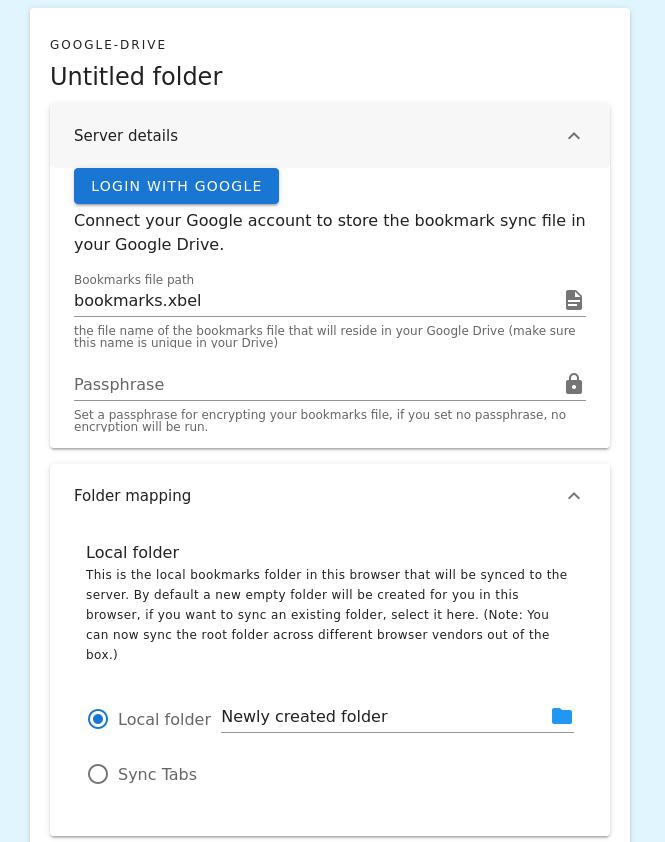 GOOGLE-DRIVE
Untitled folder
Server details
LOGIN WITH GOOGLE
Connect your Google account to store the bookmark sync file in
your Google Drive.
Bookmarks file path
bookmarks.xbel
the file name of the bookmarks file that will reside in your Google Drive (make sure
this name is unique in your Drive)
Passphrase
Set a passphrase for encrypting your bookmarks file, if you set no passphrase, no
encryption will be run.
Folder mapping
Local folder
This is the local bookmarks folder in this browser that will be synced to the
server. By default a new empty folder will be created for you in this
browser, if you want to sync an existing folder, select it here. (Note: You
can now sync the root folder across different browser vendors out of the
box.)
Local folder Newly created folder
Sync Tabs